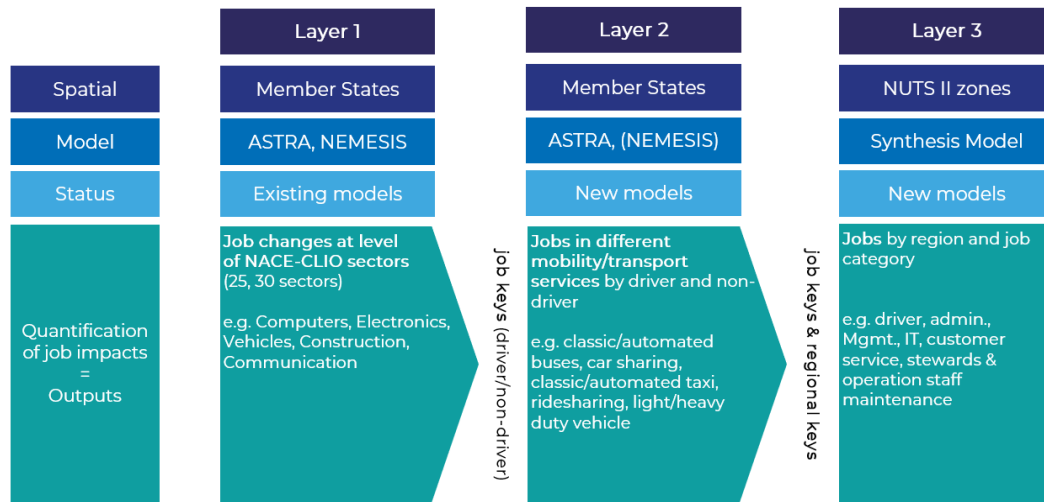 Layer 1
Layer 2
Layer 3
Spatial
Member States
Member States
NUTS II zones
Model
ASTRA, NEMESIS
ASTRA, (NEMESIS)
Synthesis Model
Status
Existing models
New models
New models
Quantification
of job impacts
=
Outputs
Job changes at level
of NACE-CLIO sectors
(25, 30 sectors)
e.g. Computers, Electronics,
Vehicles, Construction,
Communication
job keys (driver/non-driver)
Jobs in different
mobility/transport
services by driver and non-
driver
e.g. classic/automated
buses, car sharing,
classic/automated taxi,
ridesharing, light/heavy
duty vehicle
job keys & regional keys
Jobs by region and job
category
e.g. driver, admin.,
Mgmt., IT, customer
service, stewards &
operation staff
maintenance